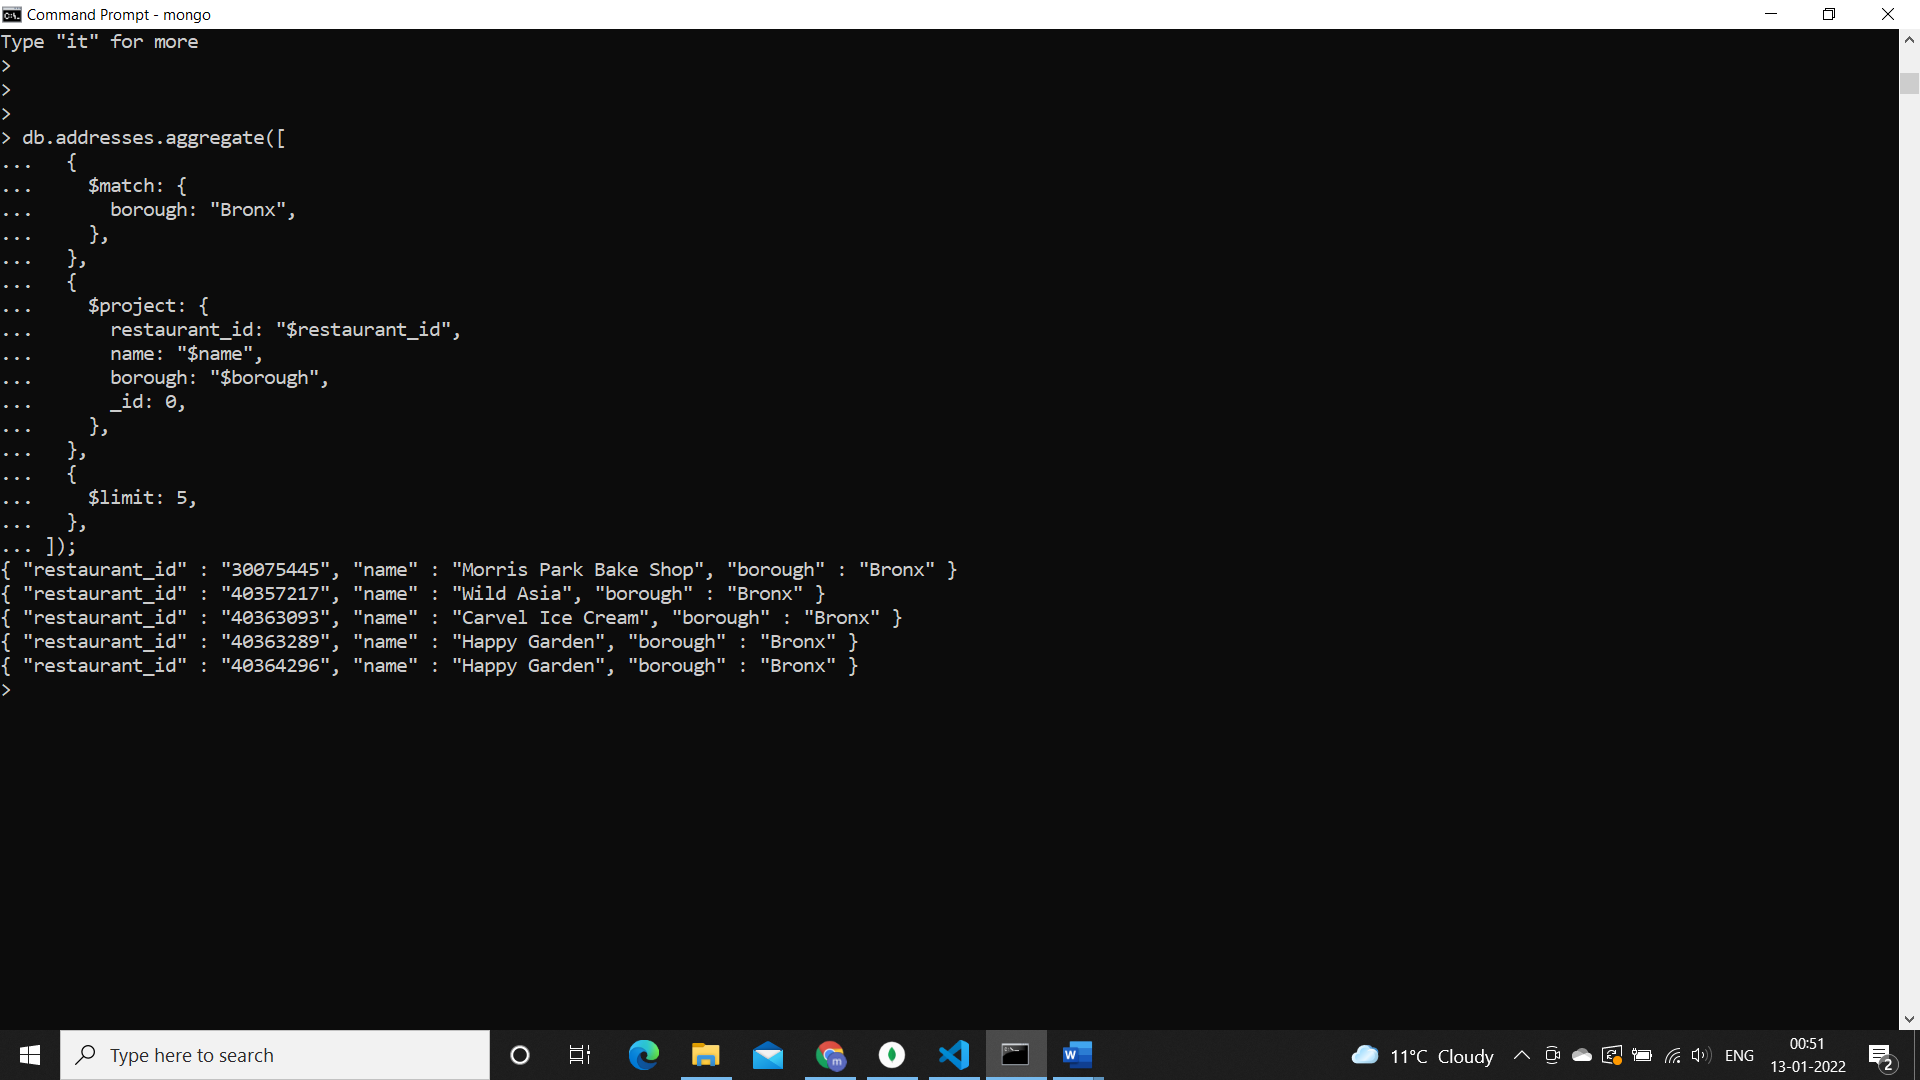 Command Prompt - mongo
Type "it" for more
>
>
>
> db.addresses.aggregate([
...   {
...     $match: {
...       borough: "Bronx",
...     },
...   },
...   {
...     $project: {
...       restaurant_id: "$restaurant_id",
...       name: "$name",
...       borough: "$borough",
...       _id: 0,
...     },
...   },
...   {
...     $limit: 5,
...   },
... ]);
{ "restaurant_id" : "30075445", "name" : "Morris Park Bake Shop", "borough" : "Bronx" }
{ "restaurant_id" : "40357217", "name" : "Wild Asia", "borough" : "Bronx" }
{ "restaurant_id" : "40363093", "name" : "Carvel Ice Cream", "borough" : "Bronx" }
{ "restaurant_id" : "40363289", "name" : "Happy Garden", "borough" : "Bronx" }
{ "restaurant_id" : "40364296", "name" : "Happy Garden", "borough" : "Bronx" }
>
Type here to search
11°C Cloudy
ENG
00:51
13-01-2022
2